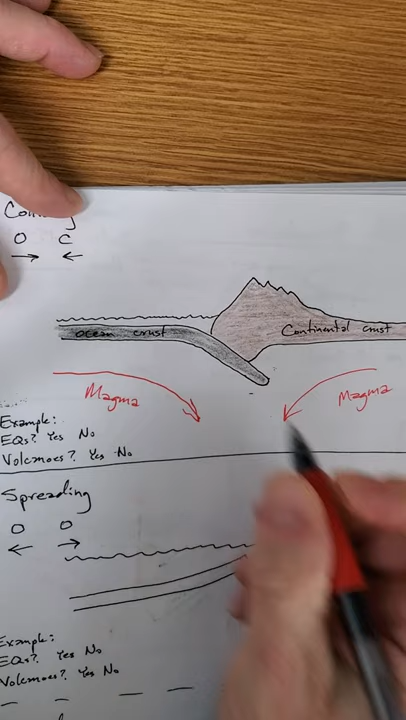 O C
ocean crust Continental crust
Magma Magma
Example:
EQs? Yes No
Volcanoes? Yes No
Spreading
O O
Example:
EQs? Yes No
Volcanoes? Yes No